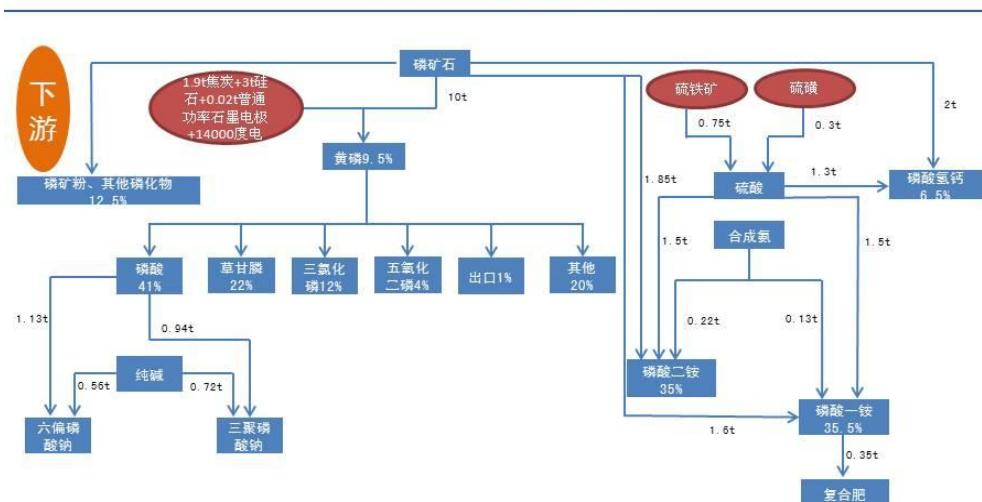 下
游
磷矿石
1.9t焦炭+3t硅
石+0.02t普通
功率石墨电极
+14000度电
10t
硫铁矿
硫磺
2t
0.75t
0.3t
黄磷9.5%
磷矿粉、其他磷化物
12.5%
1.85t
硫酸
1.3t
磷酸氢钙
6.5%
合成氨
1.5t
1.5t
磷酸
41%
草甘膦
22%
三氯化
磷12%
五氧化
二磷4%
出口1%
其他
20%
1.13t
0.94t
0.22t
0.13t
纯碱
0.56t
0.72t
磷酸二铵
35%
六偏磷
酸钠
三聚磷
酸钠
1.6t
磷酸一铵
35.5%
0.35t
复合肥